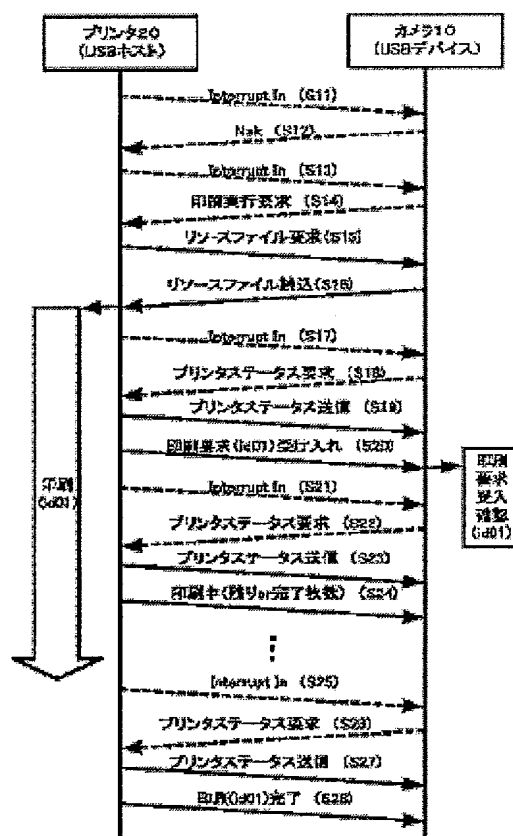 プリンタ20
(USBホスト)
カメラ10
(USBデバイス)
Interrupt In (S11)
Nak (S12)
Interrupt In (S13)
印刷実行要求 (S14)
リソースファイル要求(S15)
リソースファイル読込(S16)
Interrupt In (S17)
プリンタステータス要求 (S18)
プリンタステータス送信 (S19)
印刷要求(id01)受け入れ (S20)
Interrupt In (S21)
プリンタステータス要求 (S22)
プリンタステータス送信 (S23)
印刷中(残りor完了枚数) (S24)
Interrupt In (S25)
プリンタステータス要求 (S26)
プリンタステータス送信 (S27)
印刷(id01)完了 (S28)
印刷
(id01)
印刷
要求
受入
確認
(id01)